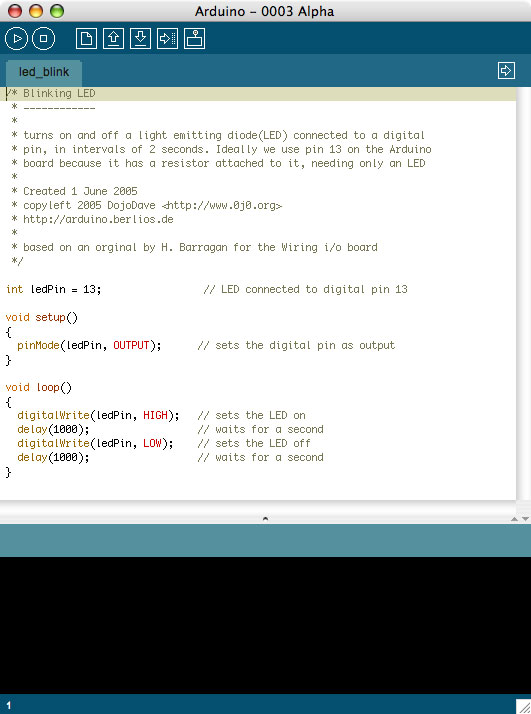 Arduino - 0003 Alpha
led_blink
/* Blinking LED
 * ------------
 *
 * turns on and off a light emitting diode(LED) connected to a digital
 * pin, in intervals of 2 seconds. Ideally we use pin 13 on the Arduino
 * board because it has a resistor attached to it, needing only an LED
 *
 * Created 1 June 2005
 * copyleft 2005 DojoDave <http://www.0j0.org>
 * http://arduino.berlios.de
 *
 * based on an orginal by H. Barragan for the Wiring i/o board
 */
int ledPin = 13;                // LED connected to digital pin 13
void setup()
{
  pinMode(ledPin, OUTPUT);      // sets the digital pin as output
}
void loop()
{
  digitalWrite(ledPin, HIGH);   // sets the LED on
  delay(1000);                  // waits for a second
  digitalWrite(ledPin, LOW);    // sets the LED off
  delay(1000);                  // waits for a second
}
1